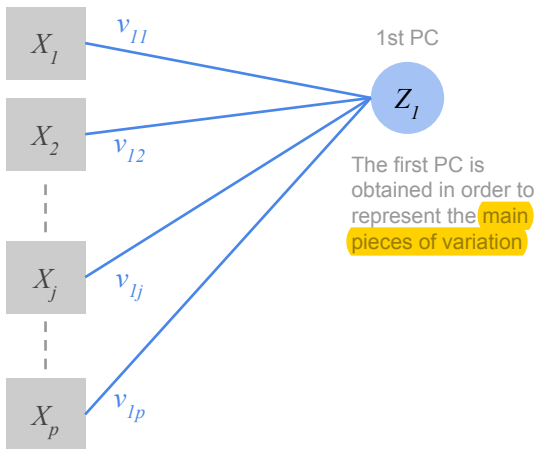 X₁
v₁₁
1st PC
Z₁
X₂
v₁₂
The first PC is
obtained in order to
represent the main
pieces of variation
Xⱼ
v₁ⱼ
Xₚ
v₁ₚ